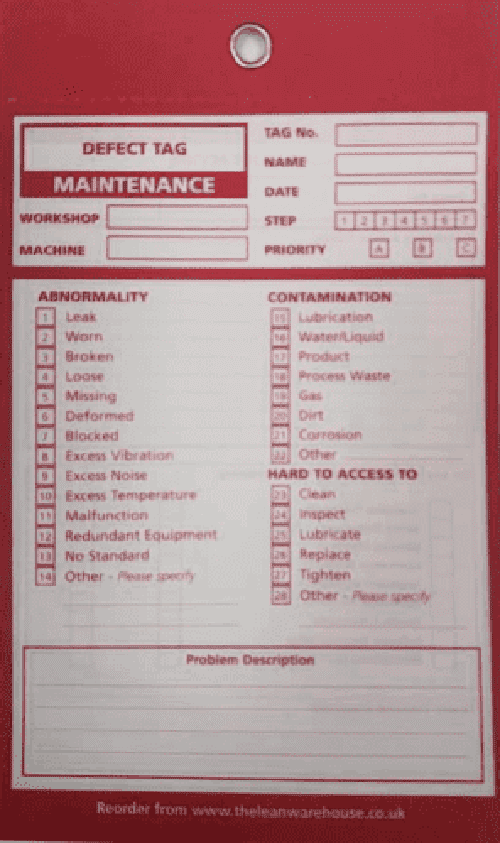 DEFECT TAG
MAINTENANCE
WORKSHOP
MACHINE
TAG No.
NAME
DATE
STEP 1 2 3 4 5 6 7
PRIORITY A B C
ABNORMALITY
1 Leak
2 Worn
3 Broken
4 Loose
5 Missing
6 Deformed
7 Blocked
8 Excess Vibration
9 Excess Noise
10 Excess Temperature
11 Malfunction
12 Redundant Equipment
13 No Standard
14 Other - Please specify
CONTAMINATION
15 Lubrication
16 Water/Liquid
17 Product
18 Process Waste
19 Gas
20 Dirt
21 Corrosion
22 Other
HARD TO ACCESS TO
23 Clean
24 Inspect
25 Lubricate
26 Replace
27 Tighten
28 Other - Please specify
Problem Description
Reorder from www.theleanwarehouse.co.uk